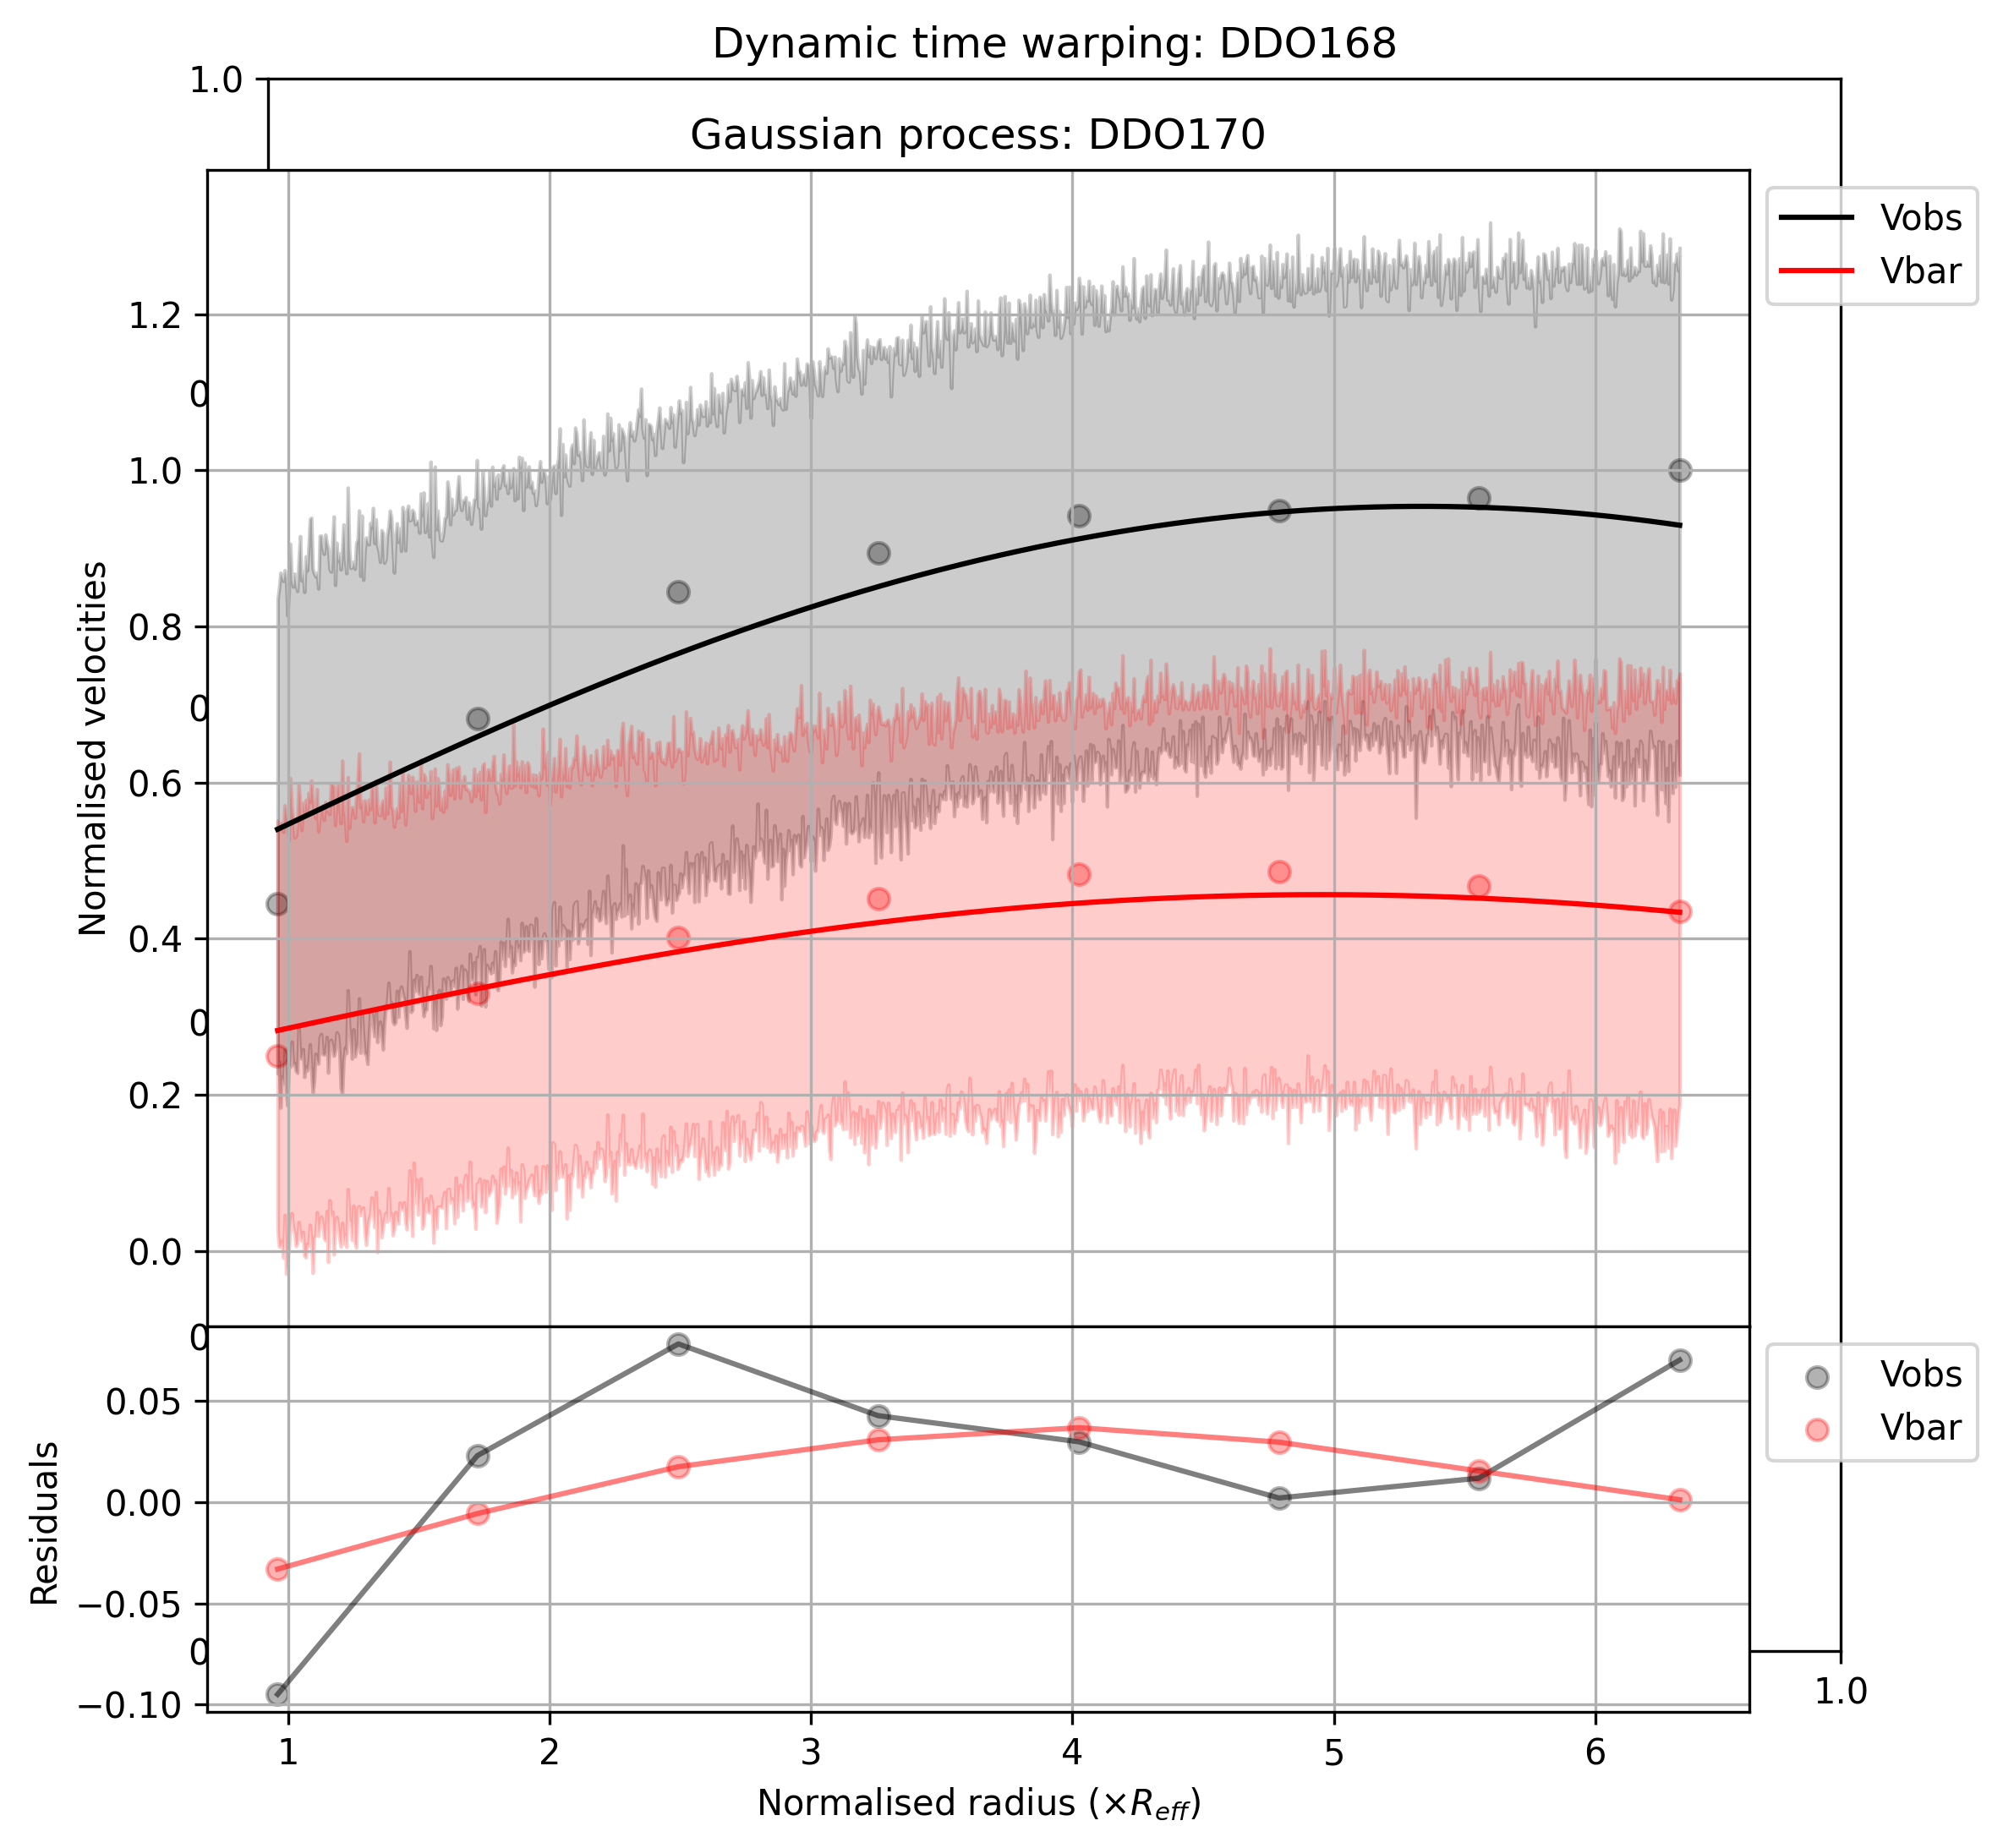 Dynamic time warping: DDO168
1.0
Gaussian process: DDO170
Vobs
Vbar
1.2
0
1.0
0.8
Normalised velocities
0
0.6
0.4
0
0.2
0.0
0
Vobs
0.05
Vbar
0.00
Residuals
−0.05
0
1.0
−0.10
1 2 3 4 5 6
Normalised radius (×R_eff)